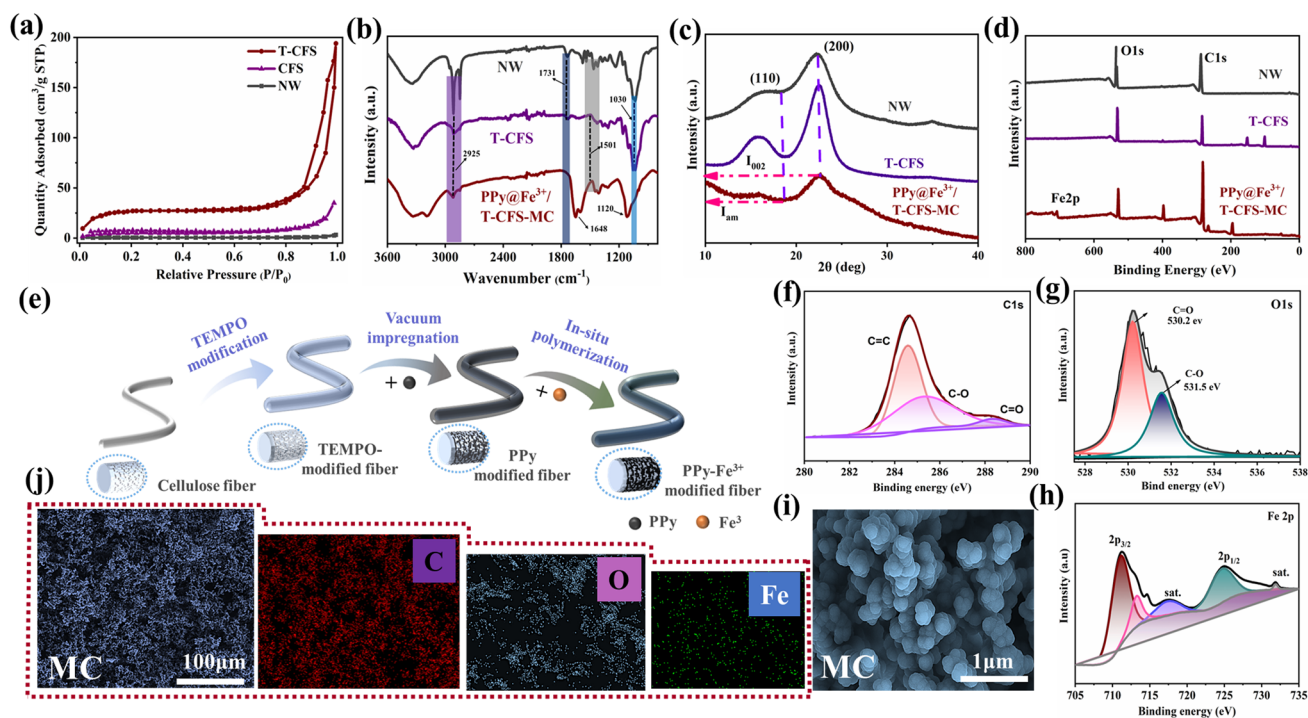 (a)
Quantity Adsorbed (cm³/g STP)
200
150
100
50
0
T-CFS
CFS
NW
0.0 0.2 0.4 0.6 0.8 1.0
Relative Pressure (P/P₀)
(b)
Intensity (a.u.)
NW
1731
1030
T-CFS
1501
2925
PPy@Fe³⁺/
T-CFS-MC
1120
1648
3600 3000 2400 1800 1200
Wavenumber (cm⁻¹)
(c)
Intensity (a.u.)
(200)
(110)
NW
I₀₀₂
T-CFS
PPy@Fe³⁺/
T-CFS-MC
Iam
10 20 30 40
2θ (deg)
(d)
Intensity (a.u.)
O1s
C1s
NW
T-CFS
PPy@Fe³⁺/
T-CFS-MC
Fe2p
800 600 400 200 0
Binding Energy (eV)
(e)
TEMPO
modification
Vacuum
impregnation
In-situ
polymerization
+
+
Cellulose fiber
TEMPO-
modified fiber
PPy
modified fiber
PPy-Fe³⁺
modified fiber
PPy
Fe³
(f)
C1s
Intensity (a.u.)
C=C
C-O
C=O
280 282 284 286 288 290
Binding energy (eV)
(g)
O1s
Intensity (a.u.)
C=O
530.2 ev
C-O
531.5 eV
528 530 532 534 536 538
Bind energy (eV)
(h)
Fe 2p
Intensity (a.u)
2p₃/₂
2p₁/₂
sat.
sat.
705 710 715 720 725 730 735
Binding energy (eV)
(i)
MC
1μm
(j)
MC
100μm
C
O
Fe